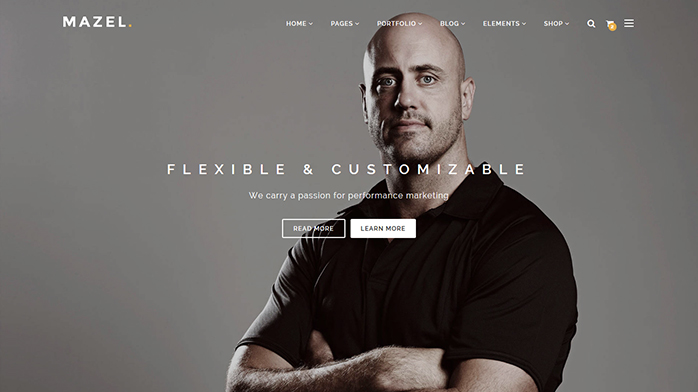 MAZEL.
HOME PAGES PORTFOLIO BLOG ELEMENTS SHOP
FLEXIBLE & CUSTOMIZABLE
We carry a passion for performance marketing
READ MORE LEARN MORE